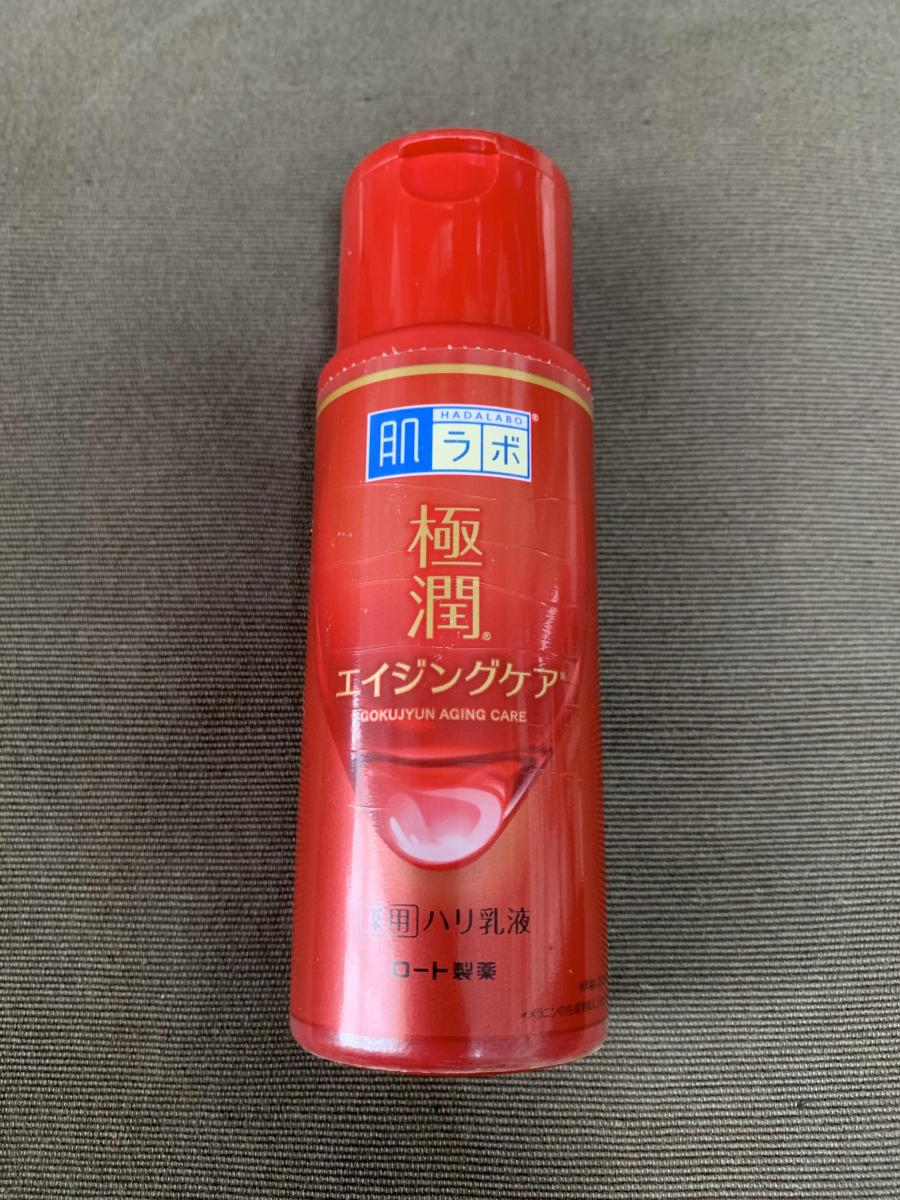 HADALABO®
肌ラボ
極
潤®
エイジングケア
GOKUJYUN AGING CARE
薬用 ハリ乳液
ロート製薬